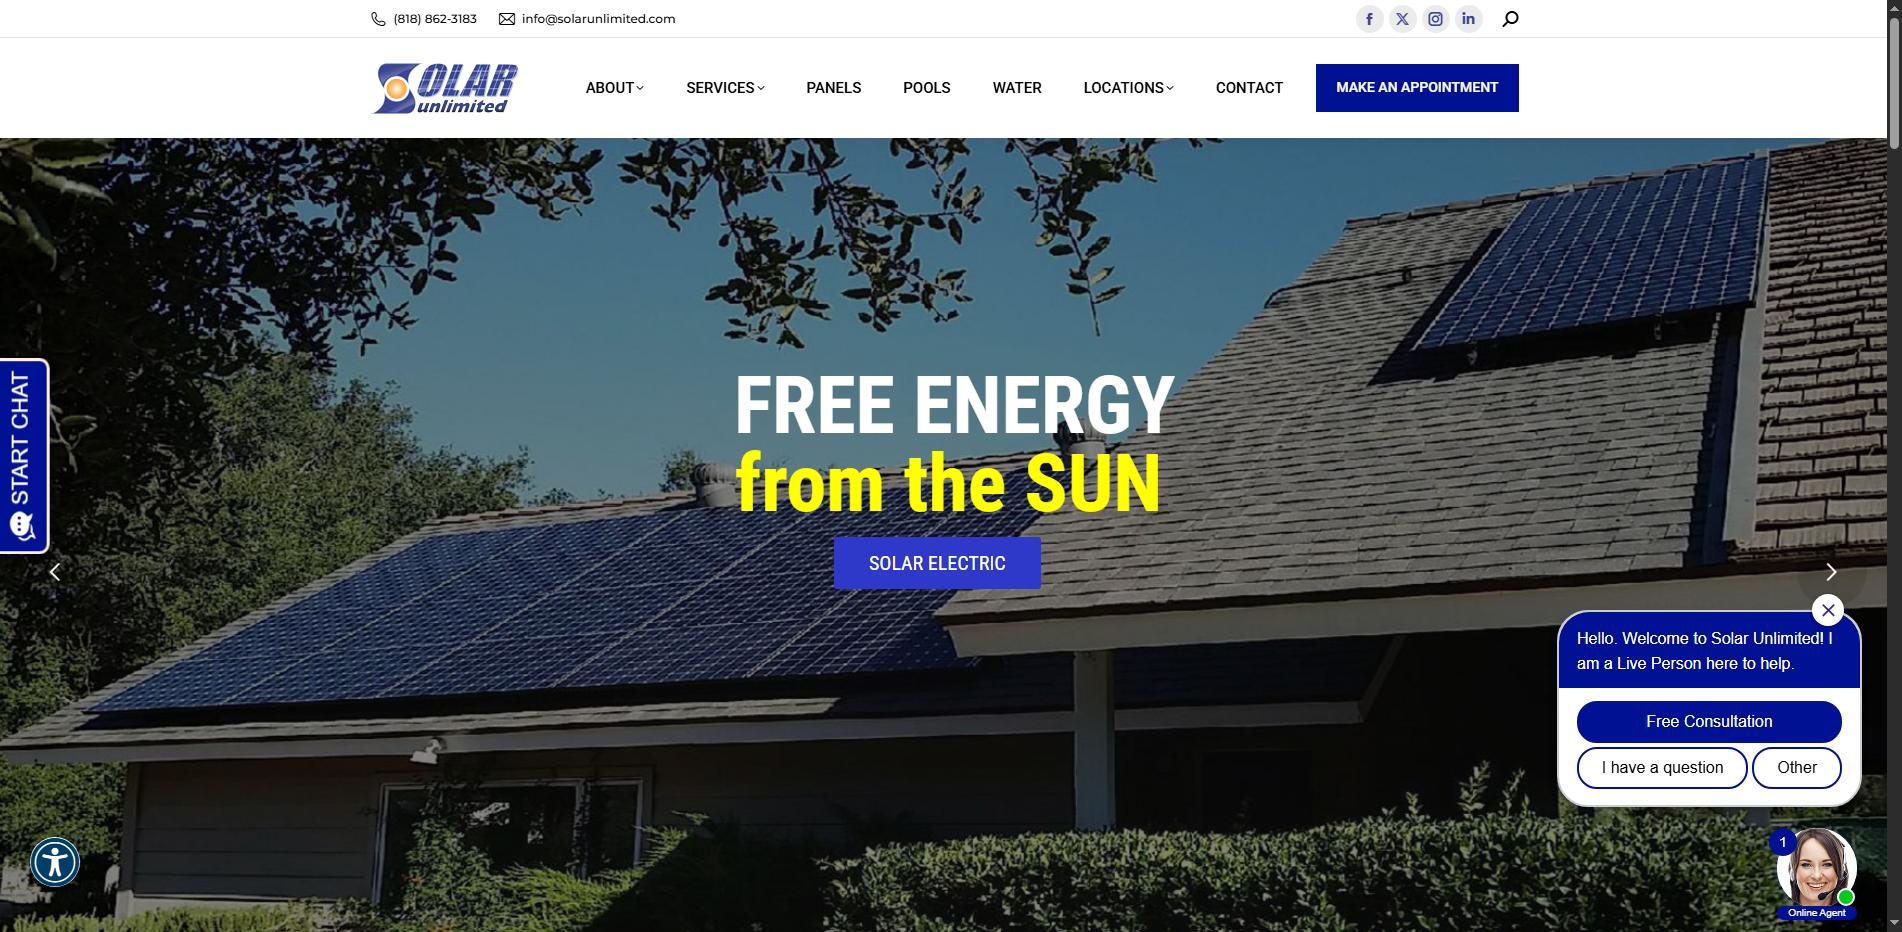 (818) 862-3183
info@solarunlimited.com
SOLAR
unlimited
ABOUT
SERVICES
PANELS
POOLS
WATER
LOCATIONS
CONTACT
MAKE AN APPOINTMENT
START CHAT
FREE ENERGY
from the SUN
SOLAR ELECTRIC
Hello. Welcome to Solar Unlimited! I
am a Live Person here to help.
Free Consultation
I have a question
Other
1
Online Agent